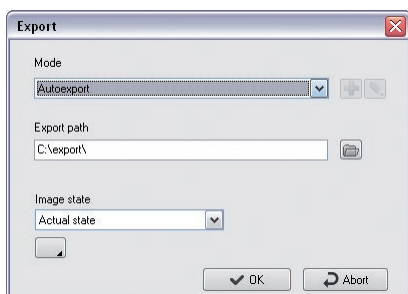 Export
Mode
Autoexport
Export path
C:\export\
Image state
Actual state
OK
Abort